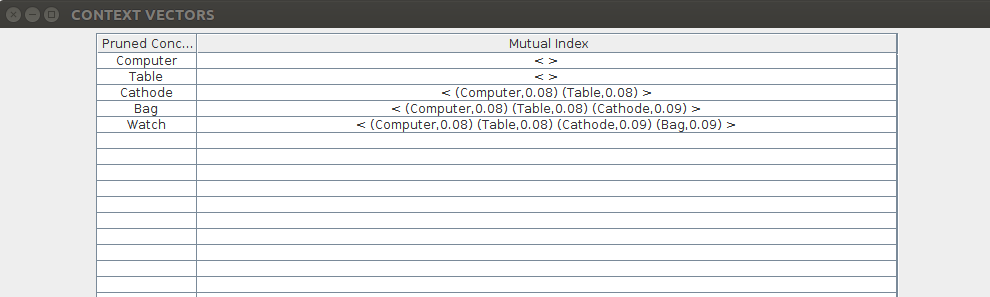 CONTEXT VECTORS
Pruned Conc... Mutual Index
Computer < >
Table < >
Cathode < (Computer,0.08) (Table,0.08) >
Bag < (Computer,0.08) (Table,0.08) (Cathode,0.09) >
Watch < (Computer,0.08) (Table,0.08) (Cathode,0.09) (Bag,0.09) >